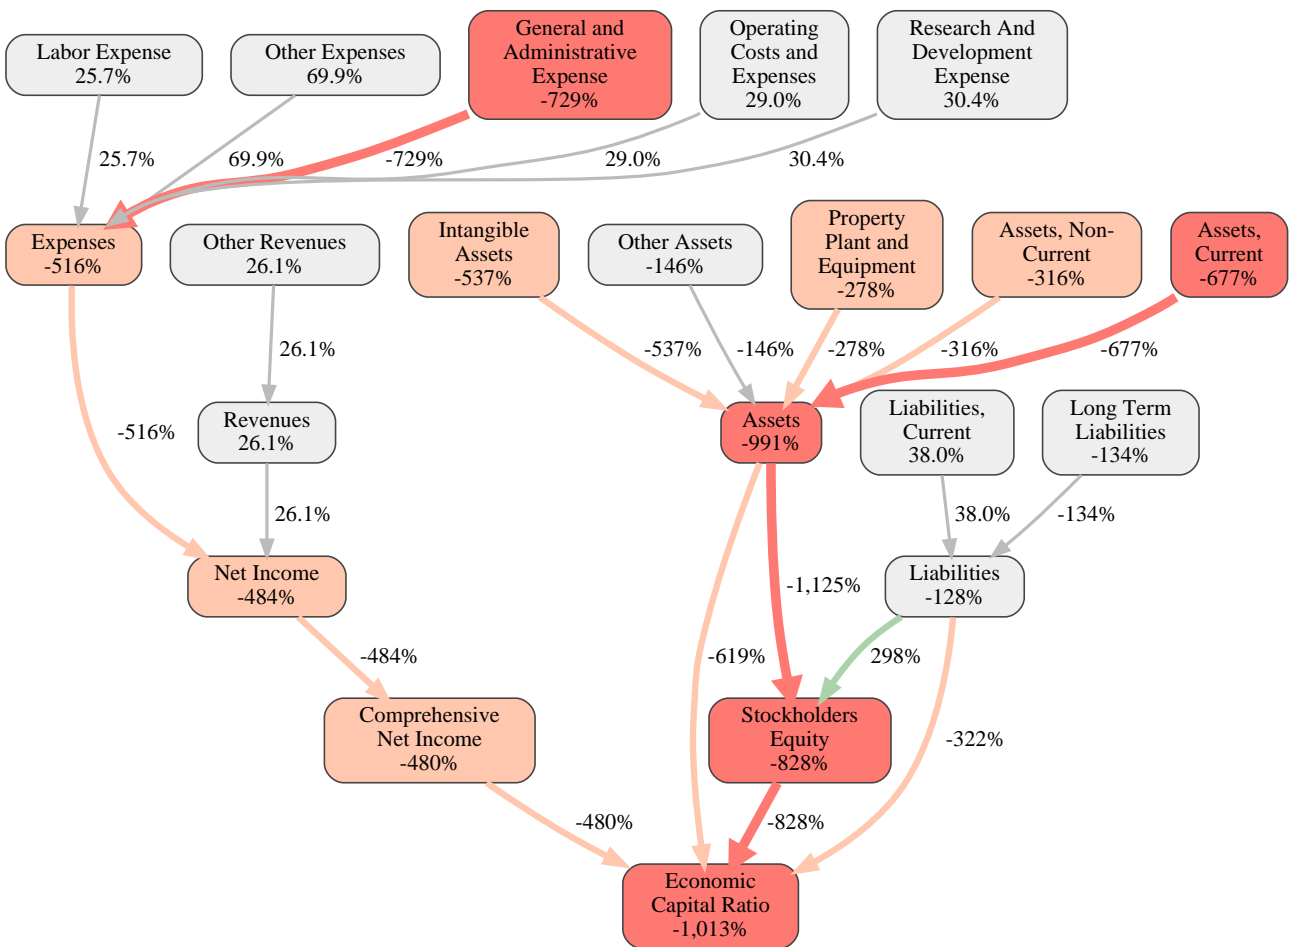 Labor Expense
25.7%
Other Expenses
69.9%
General and
Administrative
Expense
-729%
Operating
Costs and
Expenses
29.0%
Research And
Development
Expense
30.4%
25.7%
69.9%
-729%
29.0%
30.4%
Expenses
-516%
Other Revenues
26.1%
Intangible
Assets
-537%
Other Assets
-146%
Property
Plant and
Equipment
-278%
Assets, Non-
Current
-316%
Assets,
Current
-677%
26.1%
-537%
-146%
-278%
-316%
-677%
-516%
Revenues
26.1%
Assets
-991%
Liabilities,
Current
38.0%
Long Term
Liabilities
-134%
26.1%
38.0%
-134%
Net Income
-484%
-1,125%
Liabilities
-128%
-484%
-619%
298%
Comprehensive
Net Income
-480%
Stockholders
Equity
-828%
-322%
-480%
-828%
Economic
Capital Ratio
-1,013%